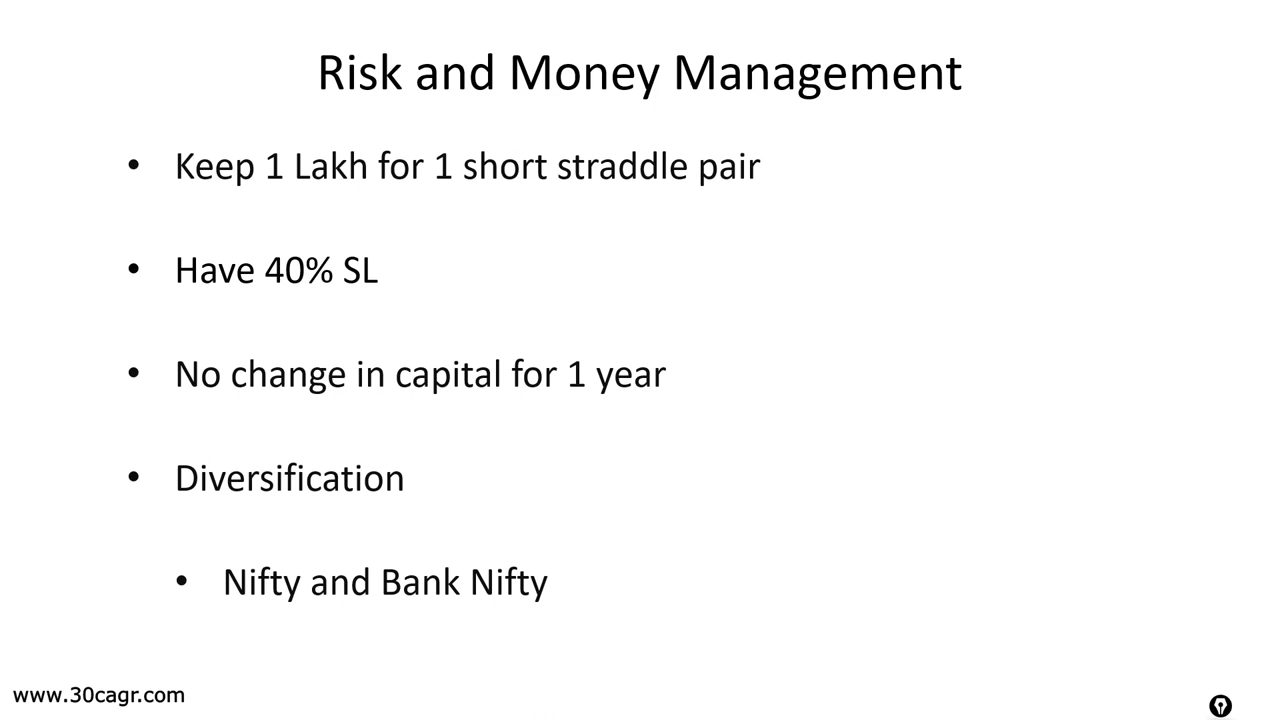 Risk and Money Management
• Keep 1 Lakh for 1 short straddle pair
• Have 40% SL
• No change in capital for 1 year
• Diversification
• Nifty and Bank Nifty
www.30cagr.com